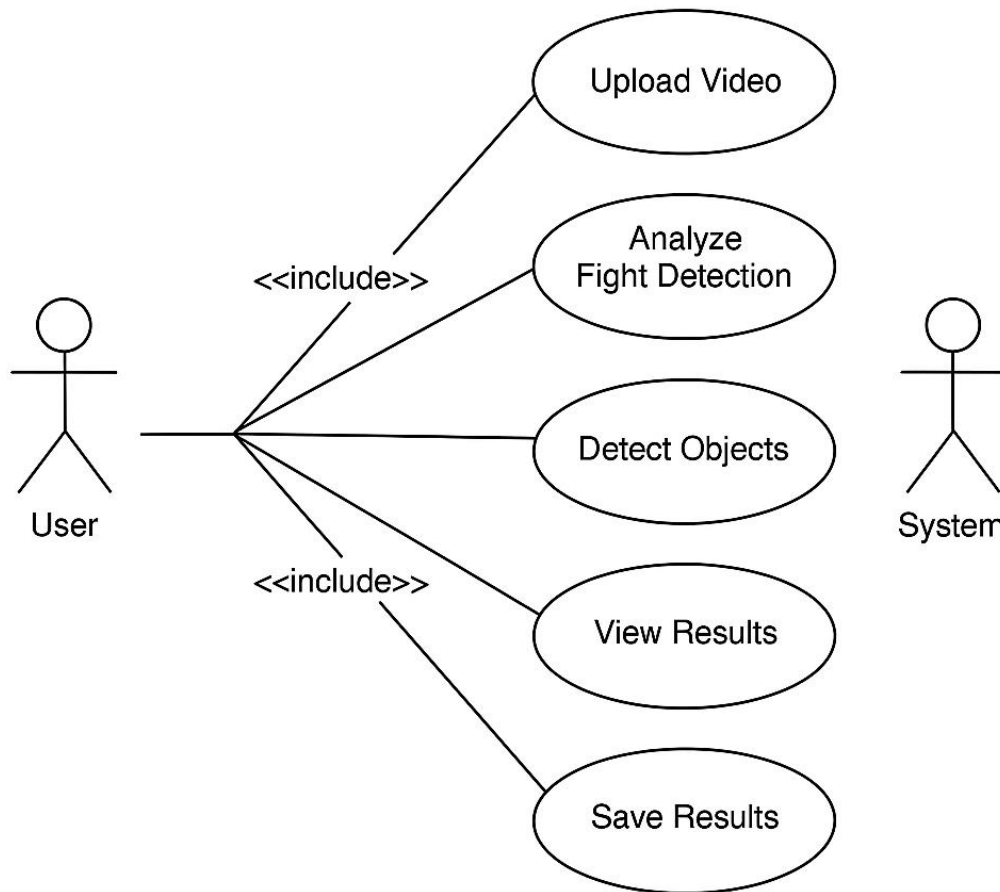 Upload Video
Analyze
Fight Detection
<<include>>
Detect Objects
User
System
<<include>>
View Results
Save Results